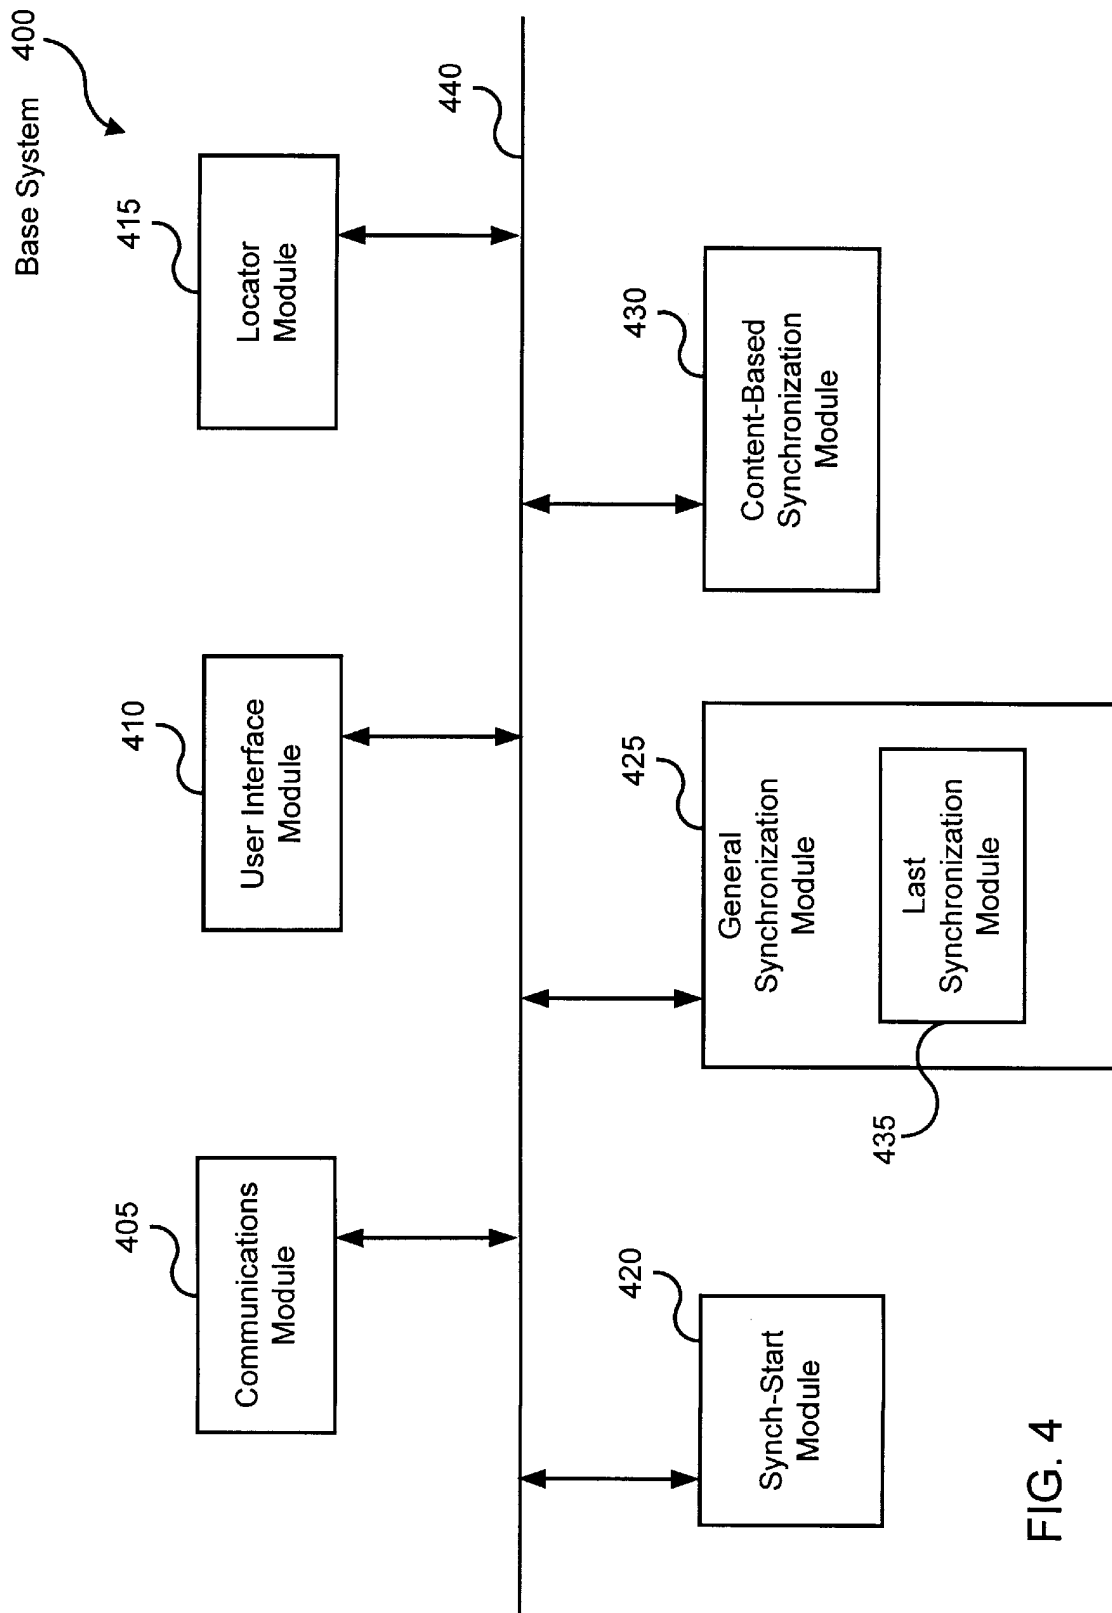 Base System 400
405
Communications
Module
410
User Interface
Module
415
Locator
Module
440
420
Synch-Start
Module
425
General
Synchronization
Module
435
Last
Synchronization
Module
430
Content-Based
Synchronization
Module
FIG. 4